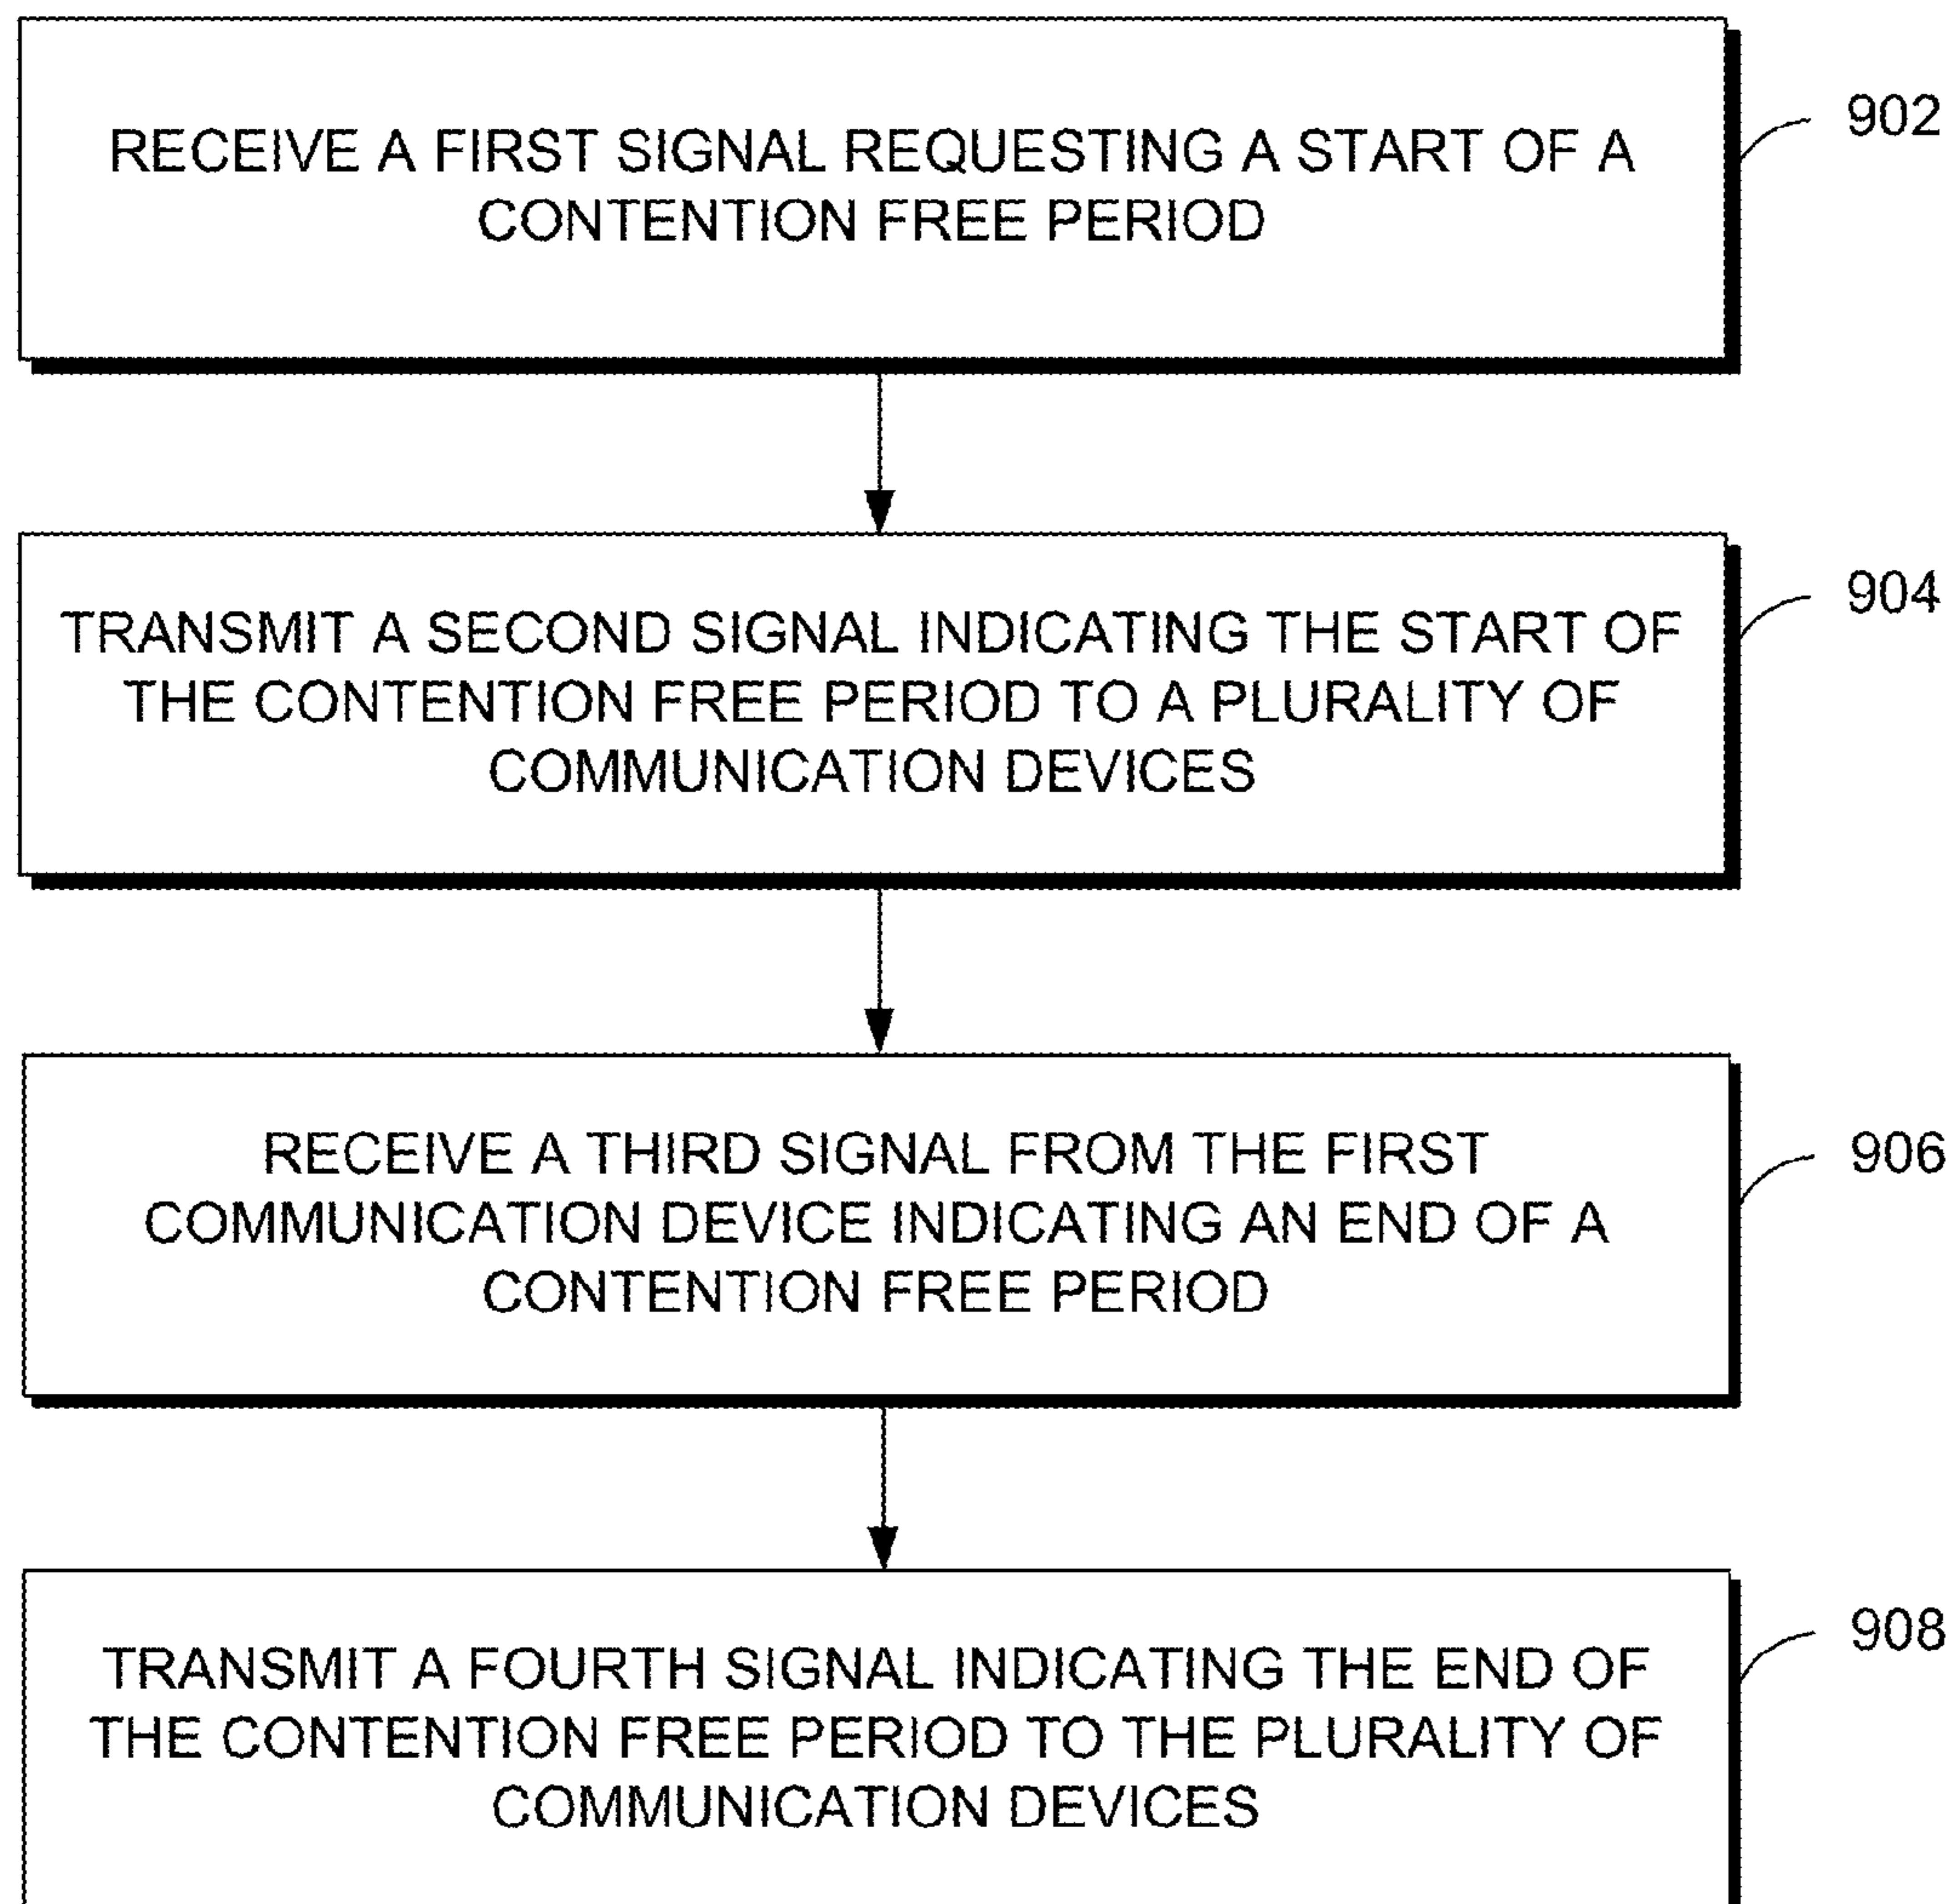 RECEIVE A FIRST SIGNAL REQUESTING A START OF A
CONTENTION FREE PERIOD
902
TRANSMIT A SECOND SIGNAL INDICATING THE START OF
THE CONTENTION FREE PERIOD TO A PLURALITY OF
COMMUNICATION DEVICES
904
RECEIVE A THIRD SIGNAL FROM THE FIRST
COMMUNICATION DEVICE INDICATING AN END OF A
CONTENTION FREE PERIOD
906
TRANSMIT A FOURTH SIGNAL INDICATING THE END OF
THE CONTENTION FREE PERIOD TO THE PLURALITY OF
COMMUNICATION DEVICES
908